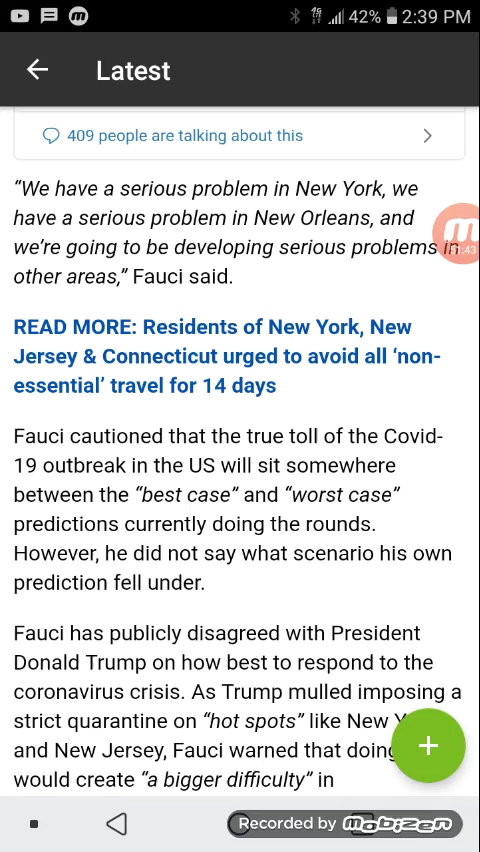 42% 2:39 PM
Latest
409 people are talking about this
“We have a serious problem in New York, we
have a serious problem in New Orleans, and
we’re going to be developing serious problems in
other areas,” Fauci said.
READ MORE: Residents of New York, New
Jersey & Connecticut urged to avoid all ‘non-
essential’ travel for 14 days
Fauci cautioned that the true toll of the Covid-
19 outbreak in the US will sit somewhere
between the “best case” and “worst case”
predictions currently doing the rounds.
However, he did not say what scenario his own
prediction fell under.
Fauci has publicly disagreed with President
Donald Trump on how best to respond to the
coronavirus crisis. As Trump mulled imposing a
strict quarantine on “hot spots” like New
and New Jersey, Fauci warned that doing
would create “a bigger difficulty” in
Recorded by mobizen